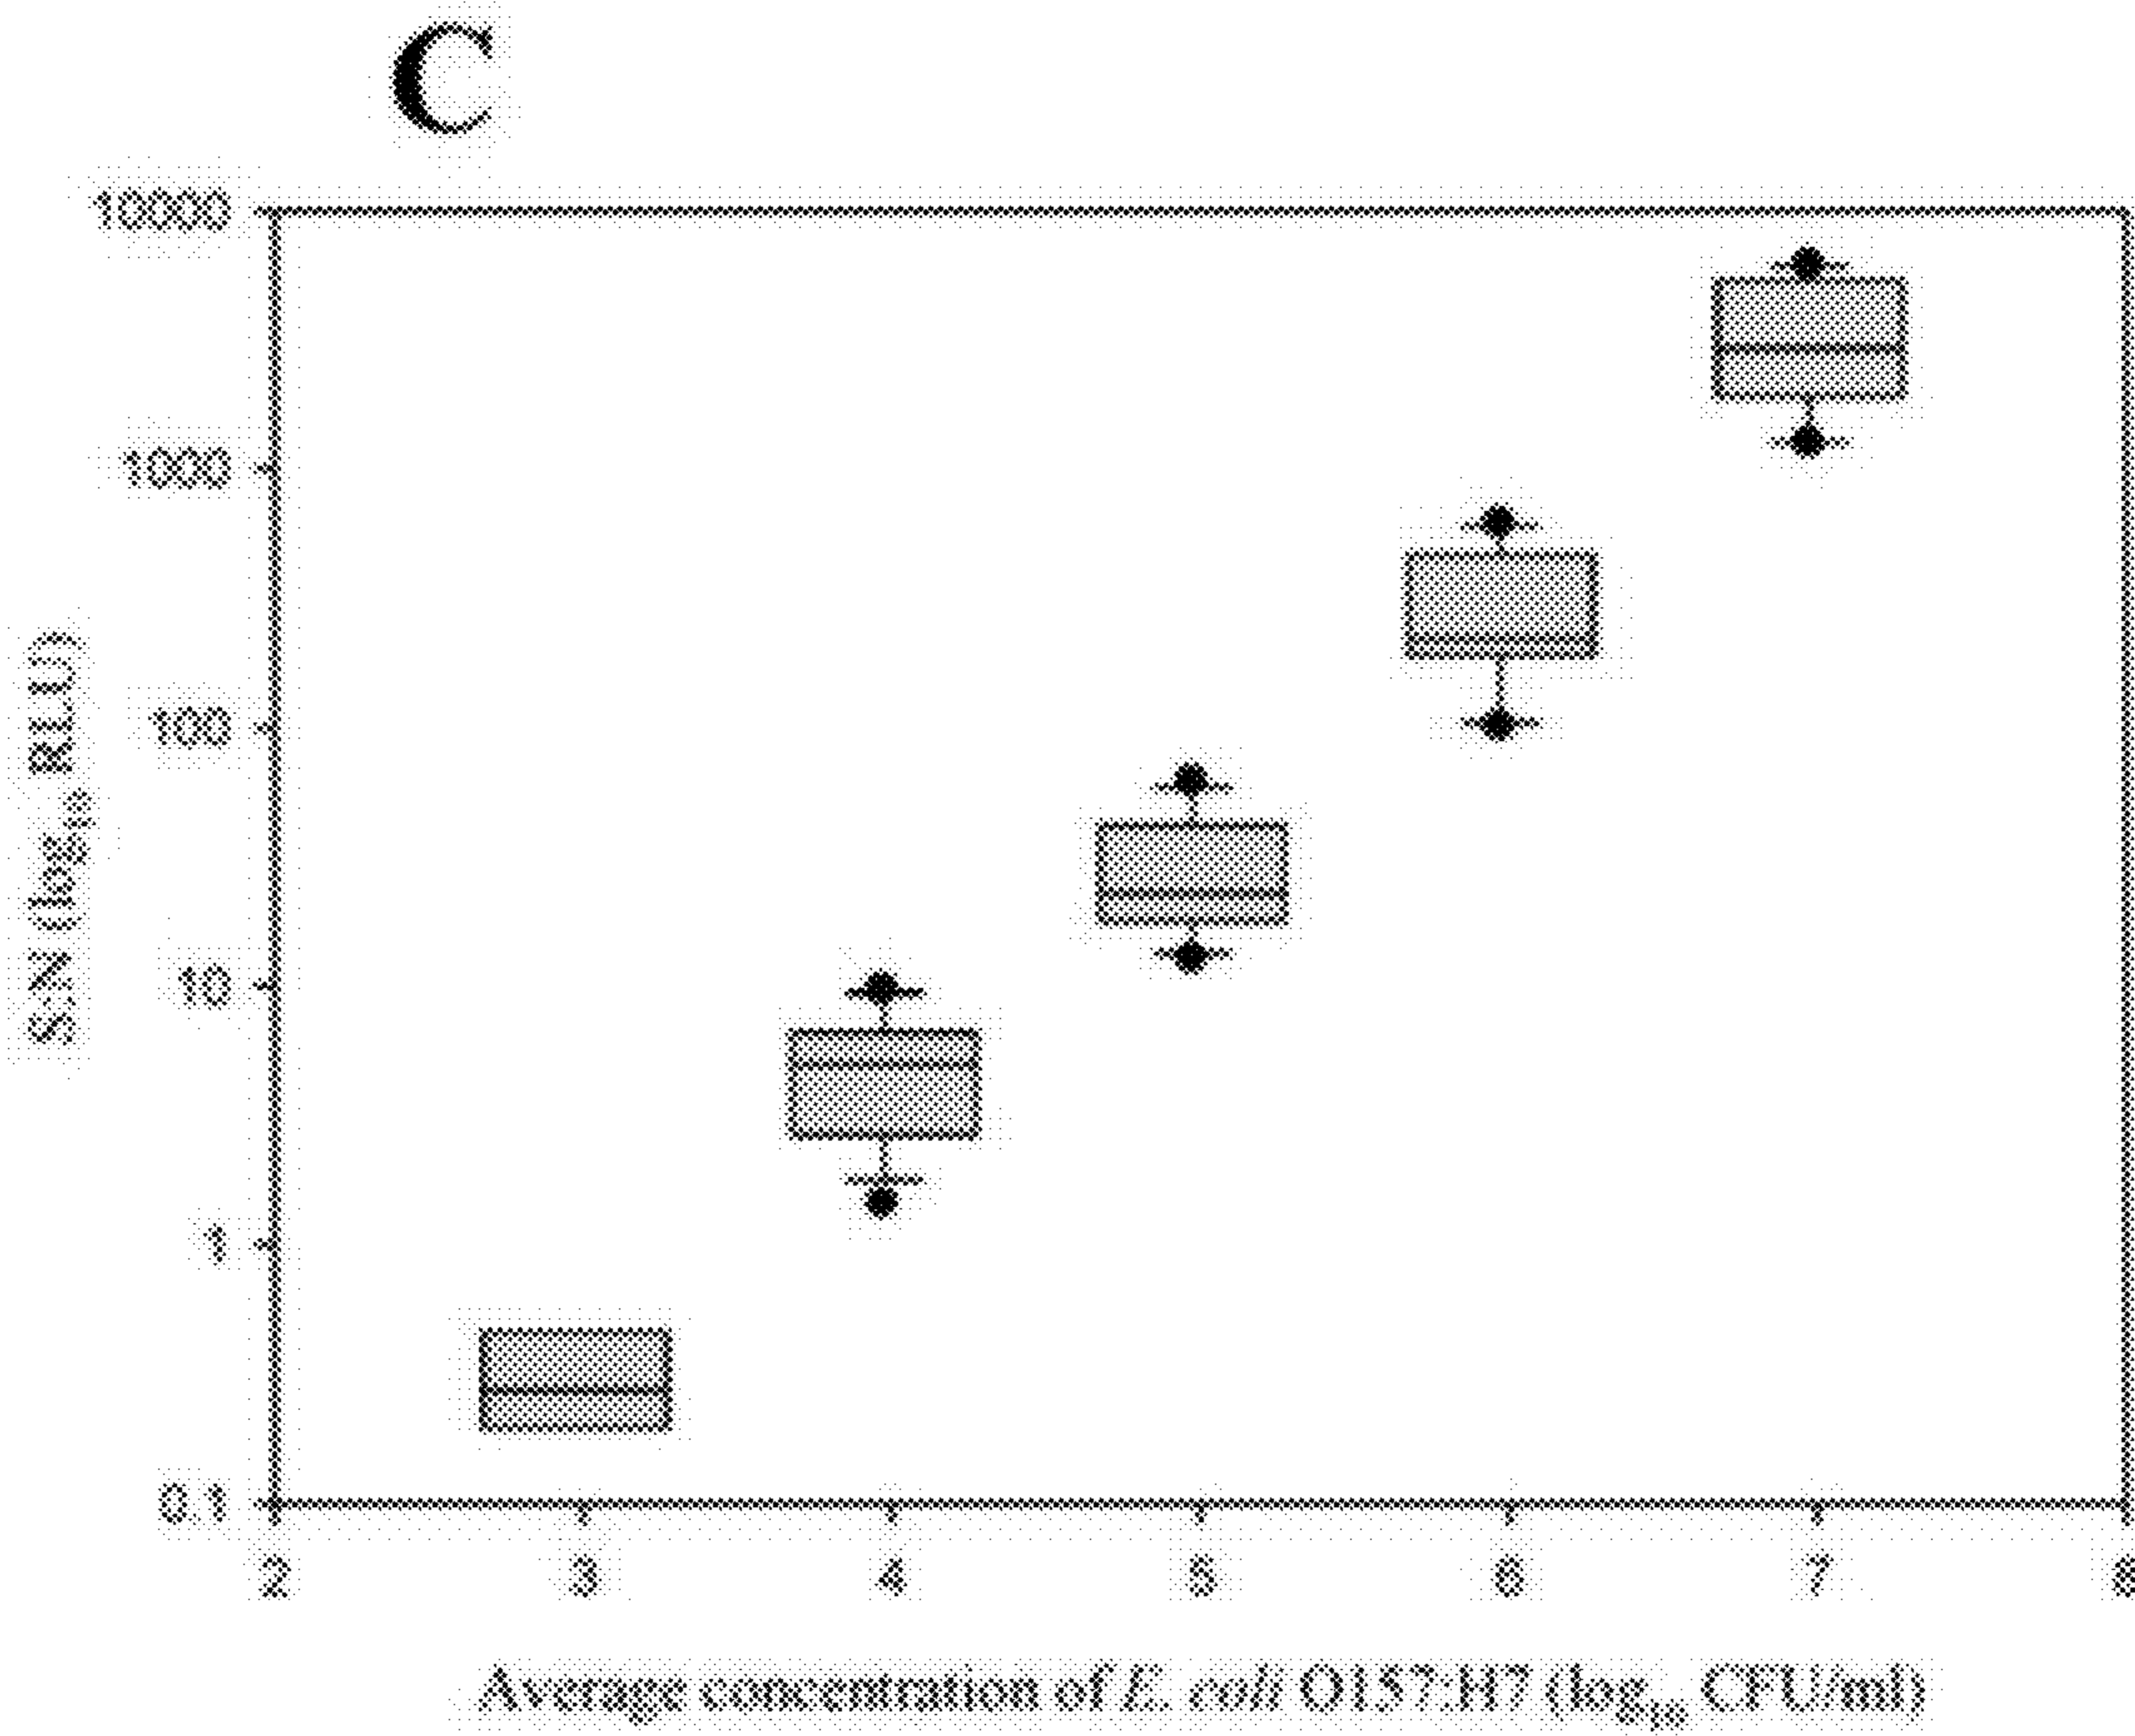 C
10000
1000
100
10
1
0.1
S:N (log₁₀ RLU)
2 3 4 5 6 7 8
Average concentration of E. coli O157:H7 (log₁₀ CFU/ml)